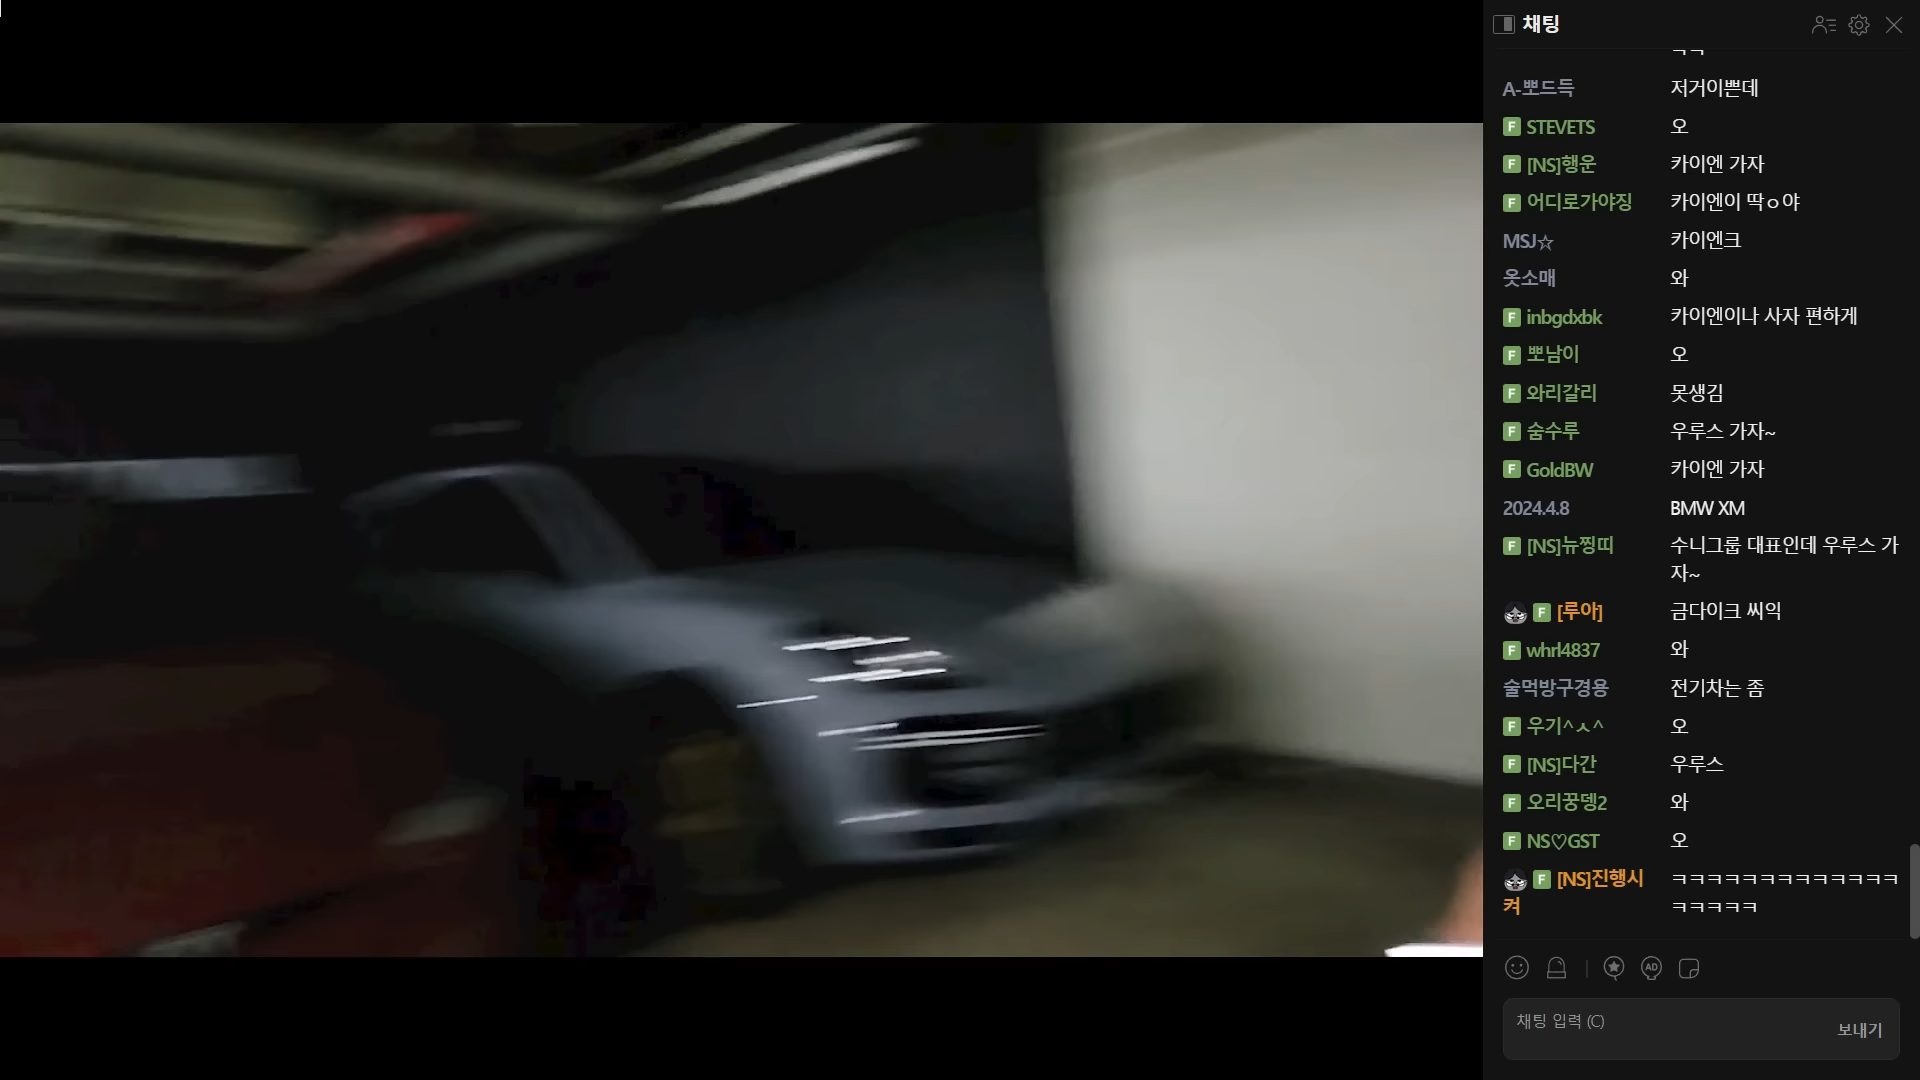 채팅
A-뽀드득 저거이쁜데
F STEVETS 오
F [NS]행운 카이엔 가자
F 어디로가야징 카이엔이 딱ㅇ야
MSJ☆ 카이엔크
옷소매 와
F inbgdxbk 카이엔이나 사자 편하게
F 뽀남이 오
F 와리갈리 못생김
F 숨수루 우루스 가자~
F GoldBW 카이엔 가자
2024.4.8 BMW XM
F [NS]뉴찡띠 수니그룹 대표인데 우루스 가
자~
F [루아] 금다이크 씨익
F whrl4837 와
술먹방구경용 전기차는 좀
F 우기^ㅅ^ 오
F [NS]다간 우루스
F 오리꿍뎅2 와
F NS♡GST 오
F [NS]진행시 ㅋㅋㅋㅋㅋㅋㅋㅋㅋㅋㅋㅋㅋ
켜 ㅋㅋㅋㅋㅋ
AD
채팅 입력 (C)
보내기